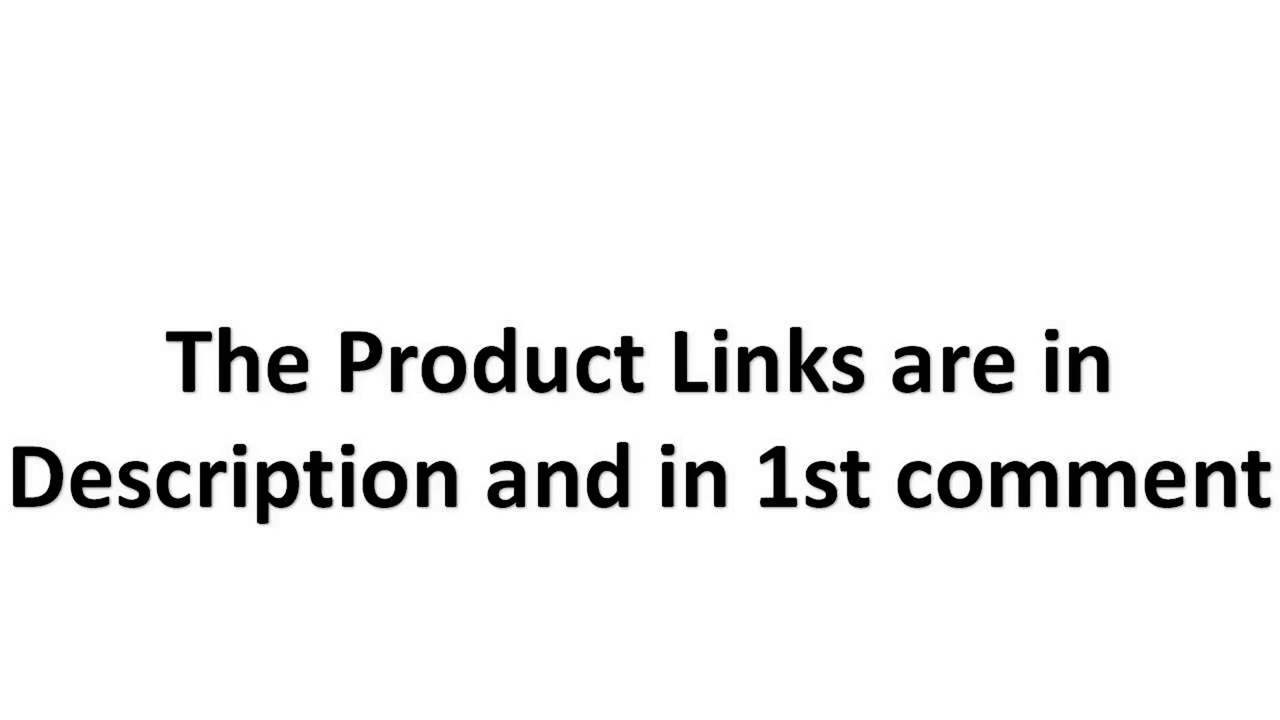 The Product Links are in
Description and in 1st comment